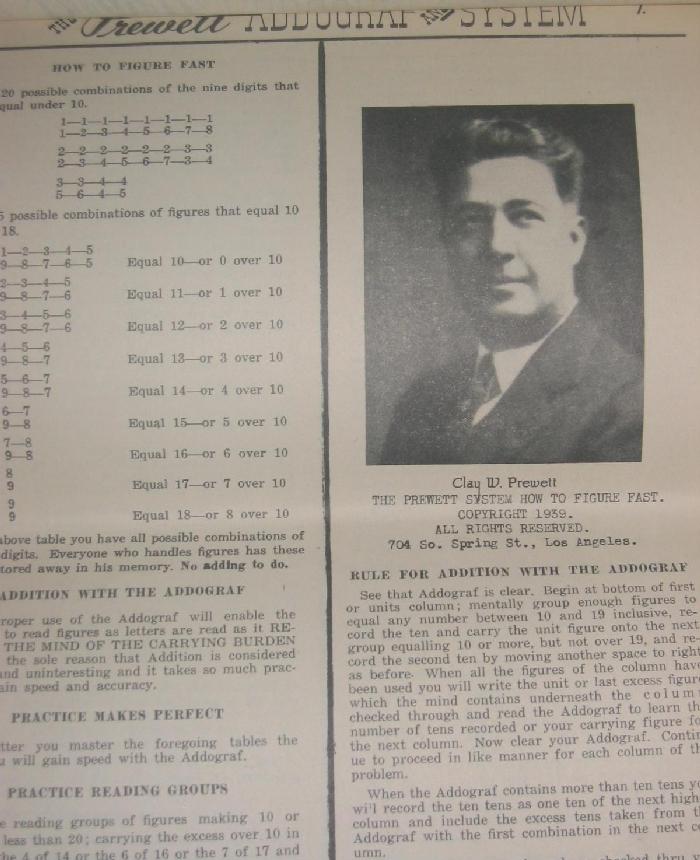 THE Prewett ADDOGRAF AND SYSTEM 1.
HOW TO FIGURE FAST
20 possible combinations of the nine digits that
qual under 10.
1—1—1—1—1—1—1—1
1—2—3—4—5—6—7—8
2—2—2—2—2—2—3—3
2—3—4—5—6—7—3—4
3—3—4—4
5—6—4—5
5 possible combinations of figures that equal 10
18.
1—2—3—4—5
9—8—7—6—5 Equal 10—or 0 over 10
2—3—4—5
9—8—7—6 Equal 11—or 1 over 10
3—4—5—6
9—8—7—6 Equal 12—or 2 over 10
4—5—6
9—8—7 Equal 13—or 3 over 10
5—6—7
9—8—7 Equal 14—or 4 over 10
6—7
9—8 Equal 15—or 5 over 10
7—8
9—8 Equal 16—or 6 over 10
8
9 Equal 17—or 7 over 10
9
9 Equal 18—or 8 over 10
above table you have all possible combinations of
digits. Everyone who handles figures has these
tored away in his memory. No adding to do.
ADDITION WITH THE ADDOGRAF
roper use of the Addograf will enable the
to read figures as letters are read as it RE-
THE MIND OF THE CARRYING BURDEN
the sole reason that Addition is considered
and uninteresting and it takes so much prac-
ain speed and accuracy.
PRACTICE MAKES PERFECT
tter you master the foregoing tables the
u will gain speed with the Addograf.
PRACTICE READING GROUPS
e reading groups of figures making 10 or
less than 20; carrying the excess over 10 in
the 4 of 14 or the 6 of 16 or the 7 of 17 and
Clay W. Prewett
THE PREWETT SYSTEM HOW TO FIGURE FAST.
COPYRIGHT 1939.
ALL RIGHTS RESERVED.
704 So. Spring St., Los Angeles.
RULE FOR ADDITION WITH THE ADDOGRAF
See that Addograf is clear. Begin at bottom of first
or units column; mentally group enough figures to
equal any number between 10 and 19 inclusive, re-
cord the ten and carry the unit figure onto the next
group equalling 10 or more, but not over 19, and re-
cord the second ten by moving another space to right
as before. When all the figures of the column have
been used you will write the unit or last excess figure
which the mind contains underneath the colum
checked through and read the Addograf to learn th
number of tens recorded or your carrying figure fo
the next column. Now clear your Addograf. Contin
ue to proceed in like manner for each column of th
problem.
When the Addograf contains more than ten tens yo
wi'l record the ten tens as one ten of the next high
column and include the excess tens taken from t
Addograf with the first combination in the next co
umn.